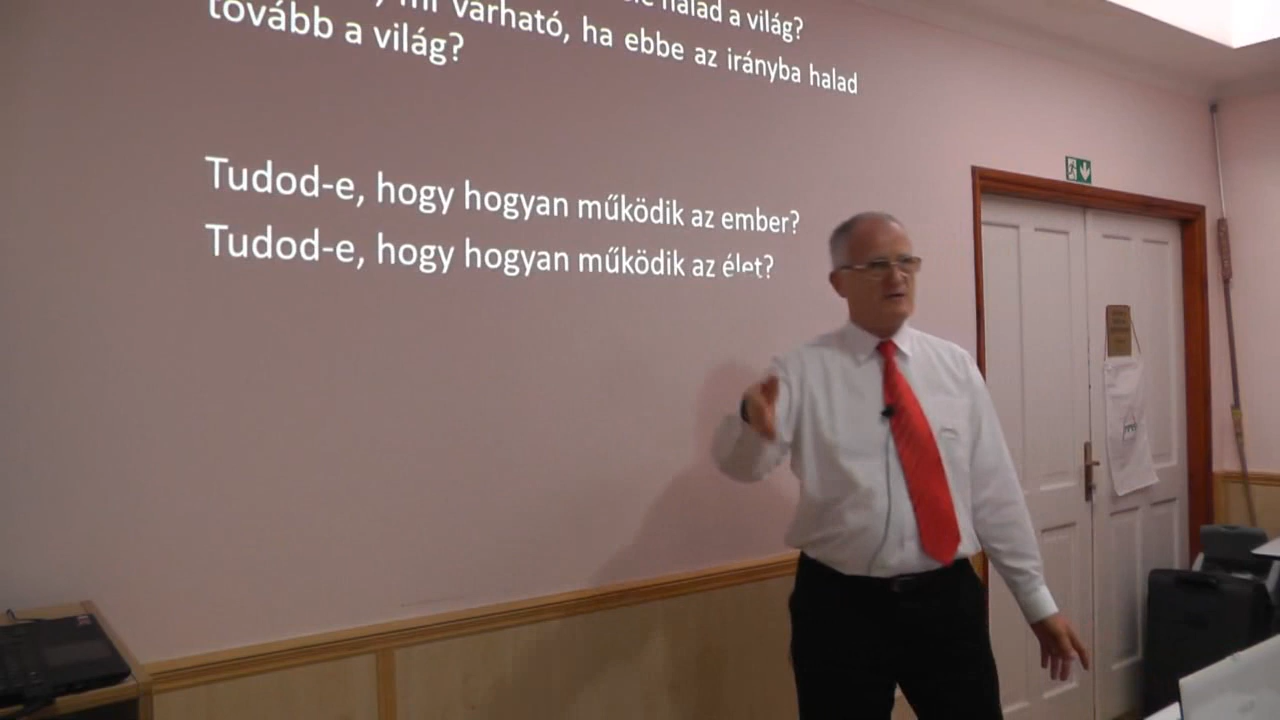 halad a világ?
mi várható, ha ebbe az irányba halad
tovább a világ?
Tudod-e, hogy hogyan működik az ember?
Tudod-e, hogy hogyan működik az élet?